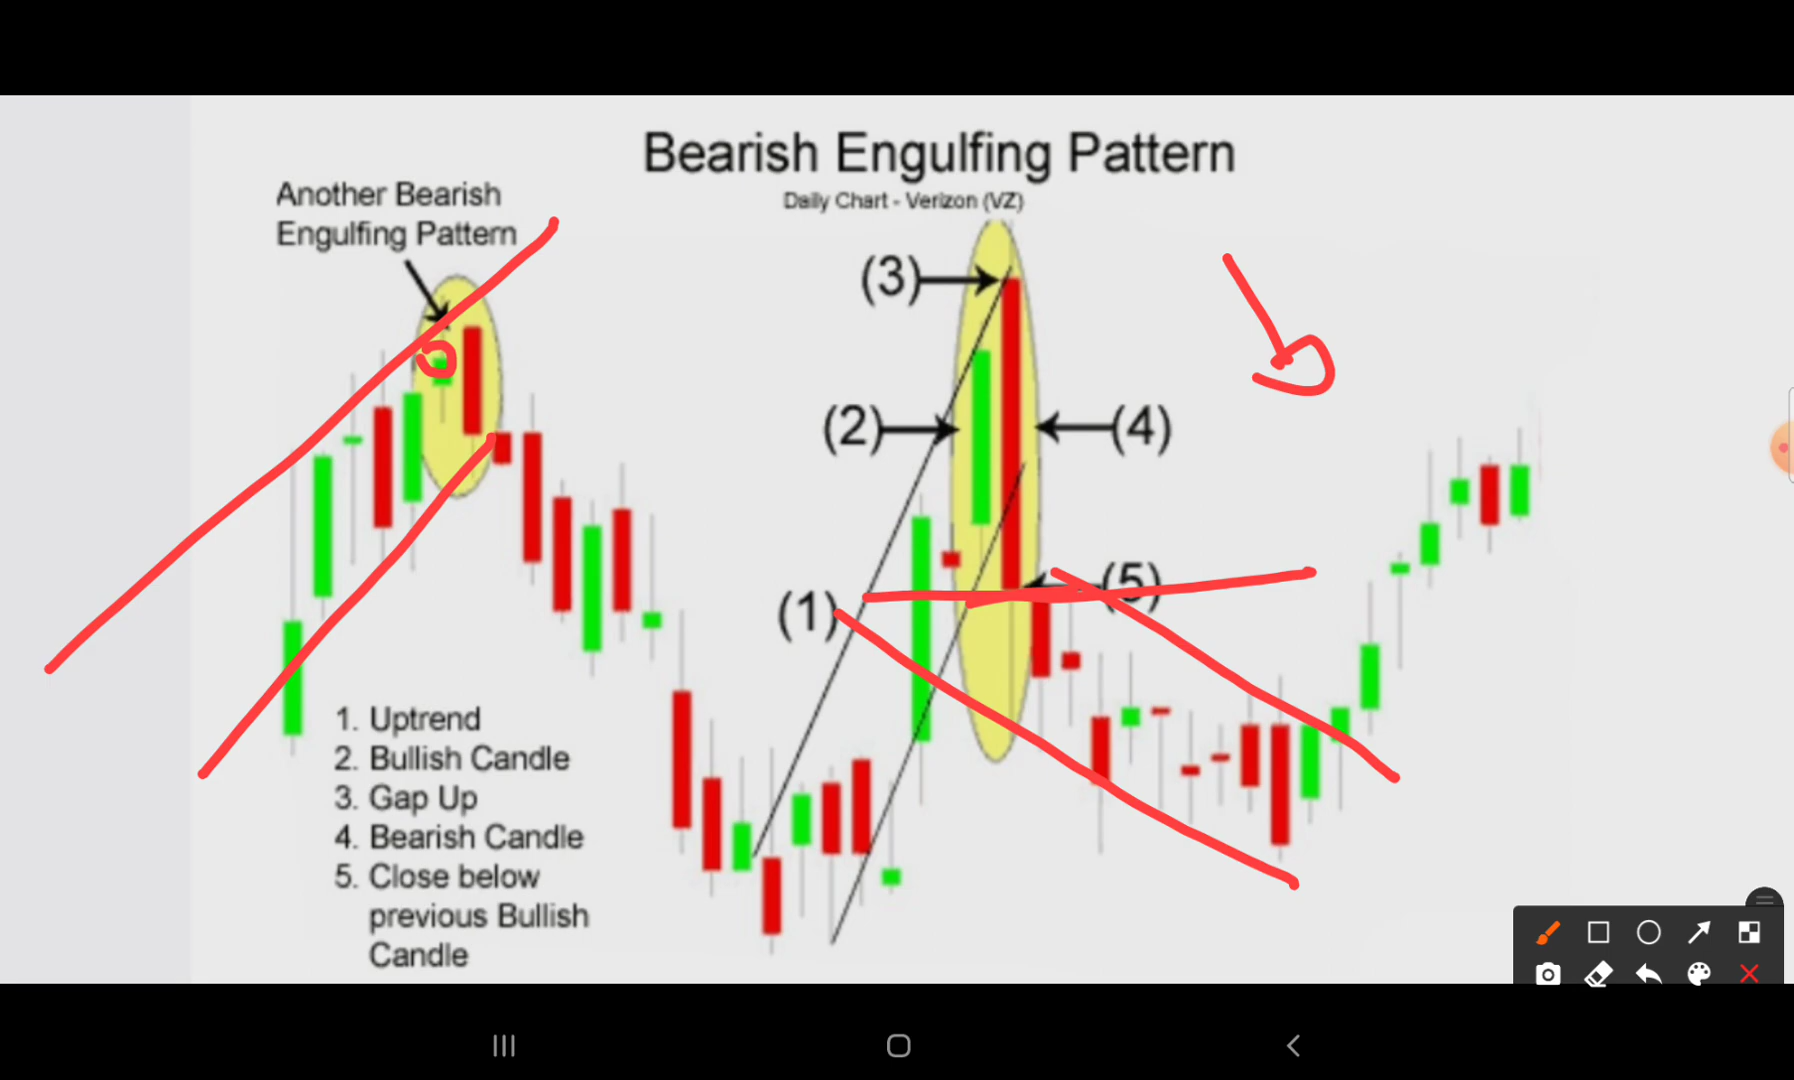 Bearish Engulfing Pattern
Daily Chart - Verizon (VZ)
Another Bearish
Engulfing Pattern
(3)
(2)
(4)
(5)
(1)
1. Uptrend
2. Bullish Candle
3. Gap Up
4. Bearish Candle
5. Close below
previous Bullish
Candle